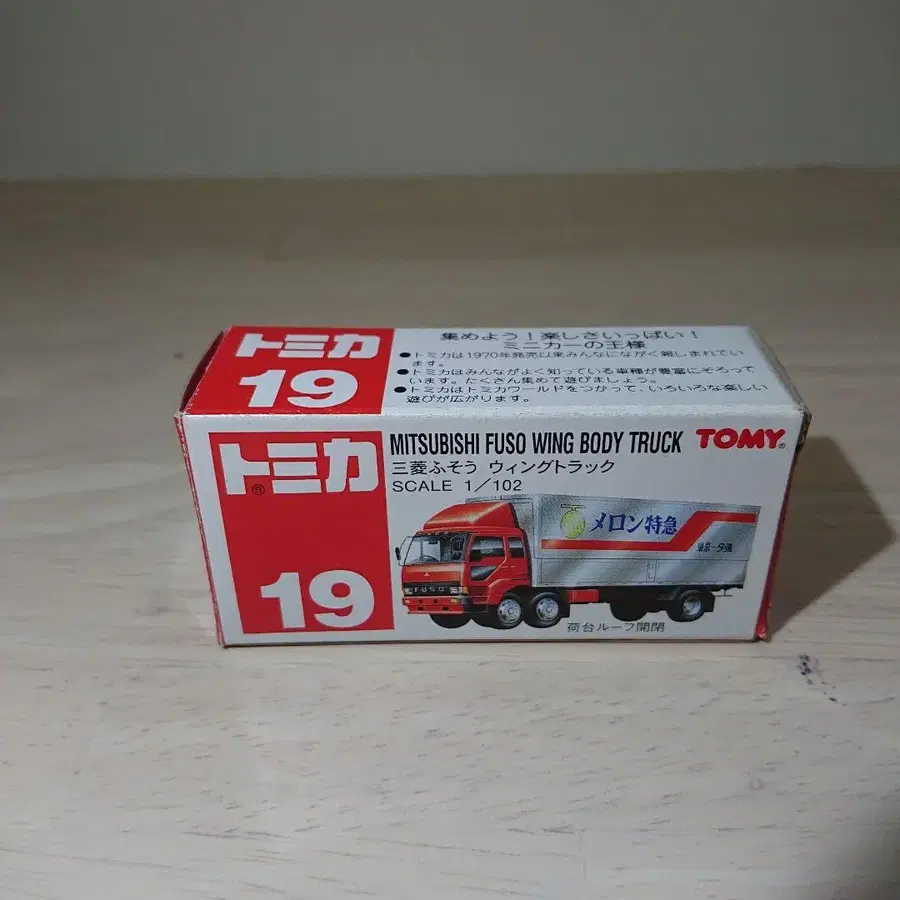 トミカ
19
集めよう！楽しさいっぱい！
ミニカーの王様
●トミカは1970年発売以来みんなにながく親しまれてい
ます。
●トミカはみんながよく知っている車種が豊富にそろって
います。たくさん集めて遊びましょう。
●トミカはトミカワールドをつかって、いろいろな楽しい
遊びが広がります。
トミカ®
19
MITSUBISHI FUSO WING BODY TRUCK TOMY®
三菱ふそう ウィングトラック
SCALE 1/102
メロン特急
東京ー夕張
FUSO
荷台ルーフ開閉